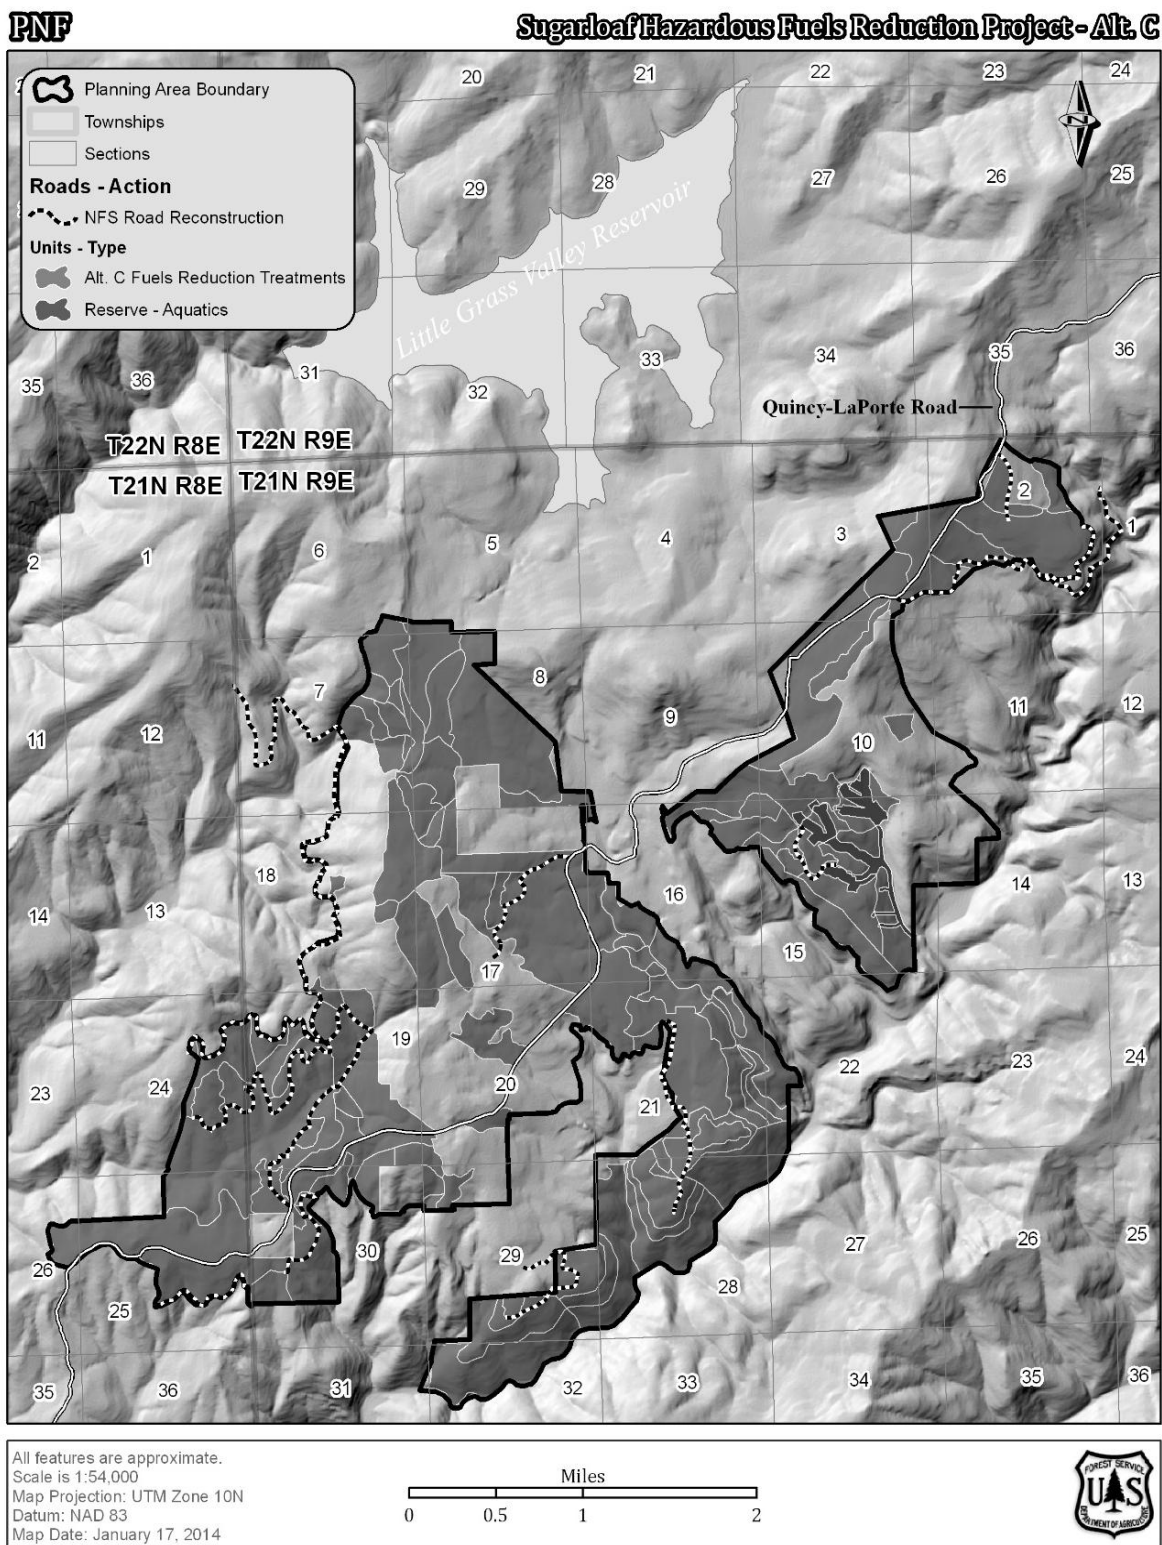 PNF
Sugarloaf Hazardous Fuels Reduction Project - Alt. C
Planning Area Boundary
Townships
Sections
Roads - Action
NFS Road Reconstruction
Units - Type
Alt. C Fuels Reduction Treatments
Reserve - Aquatics
N
20 21 22 23 24
29 28 27 26 25
Little Grass Valley Reservoir
35 36 31 32 33 34 35 36
Quincy-LaPorte Road
T22N R8E T22N R9E
T21N R8E T21N R9E
2 1 6 5 4 3 2 1
11 12 7 8 9 10 11 12
14 13 18 17 16 15 14 13
23 24 19 20 21 22 23 24
26 25 30 29 28 27 26 25
35 36 31 32 33 34 35 36
All features are approximate.
Scale is 1:54,000
Map Projection: UTM Zone 10N
Datum: NAD 83
Map Date: January 17, 2014
Miles
0 0.5 1 2
FOREST SERVICE
US
DEPARTMENT OF AGRICULTURE